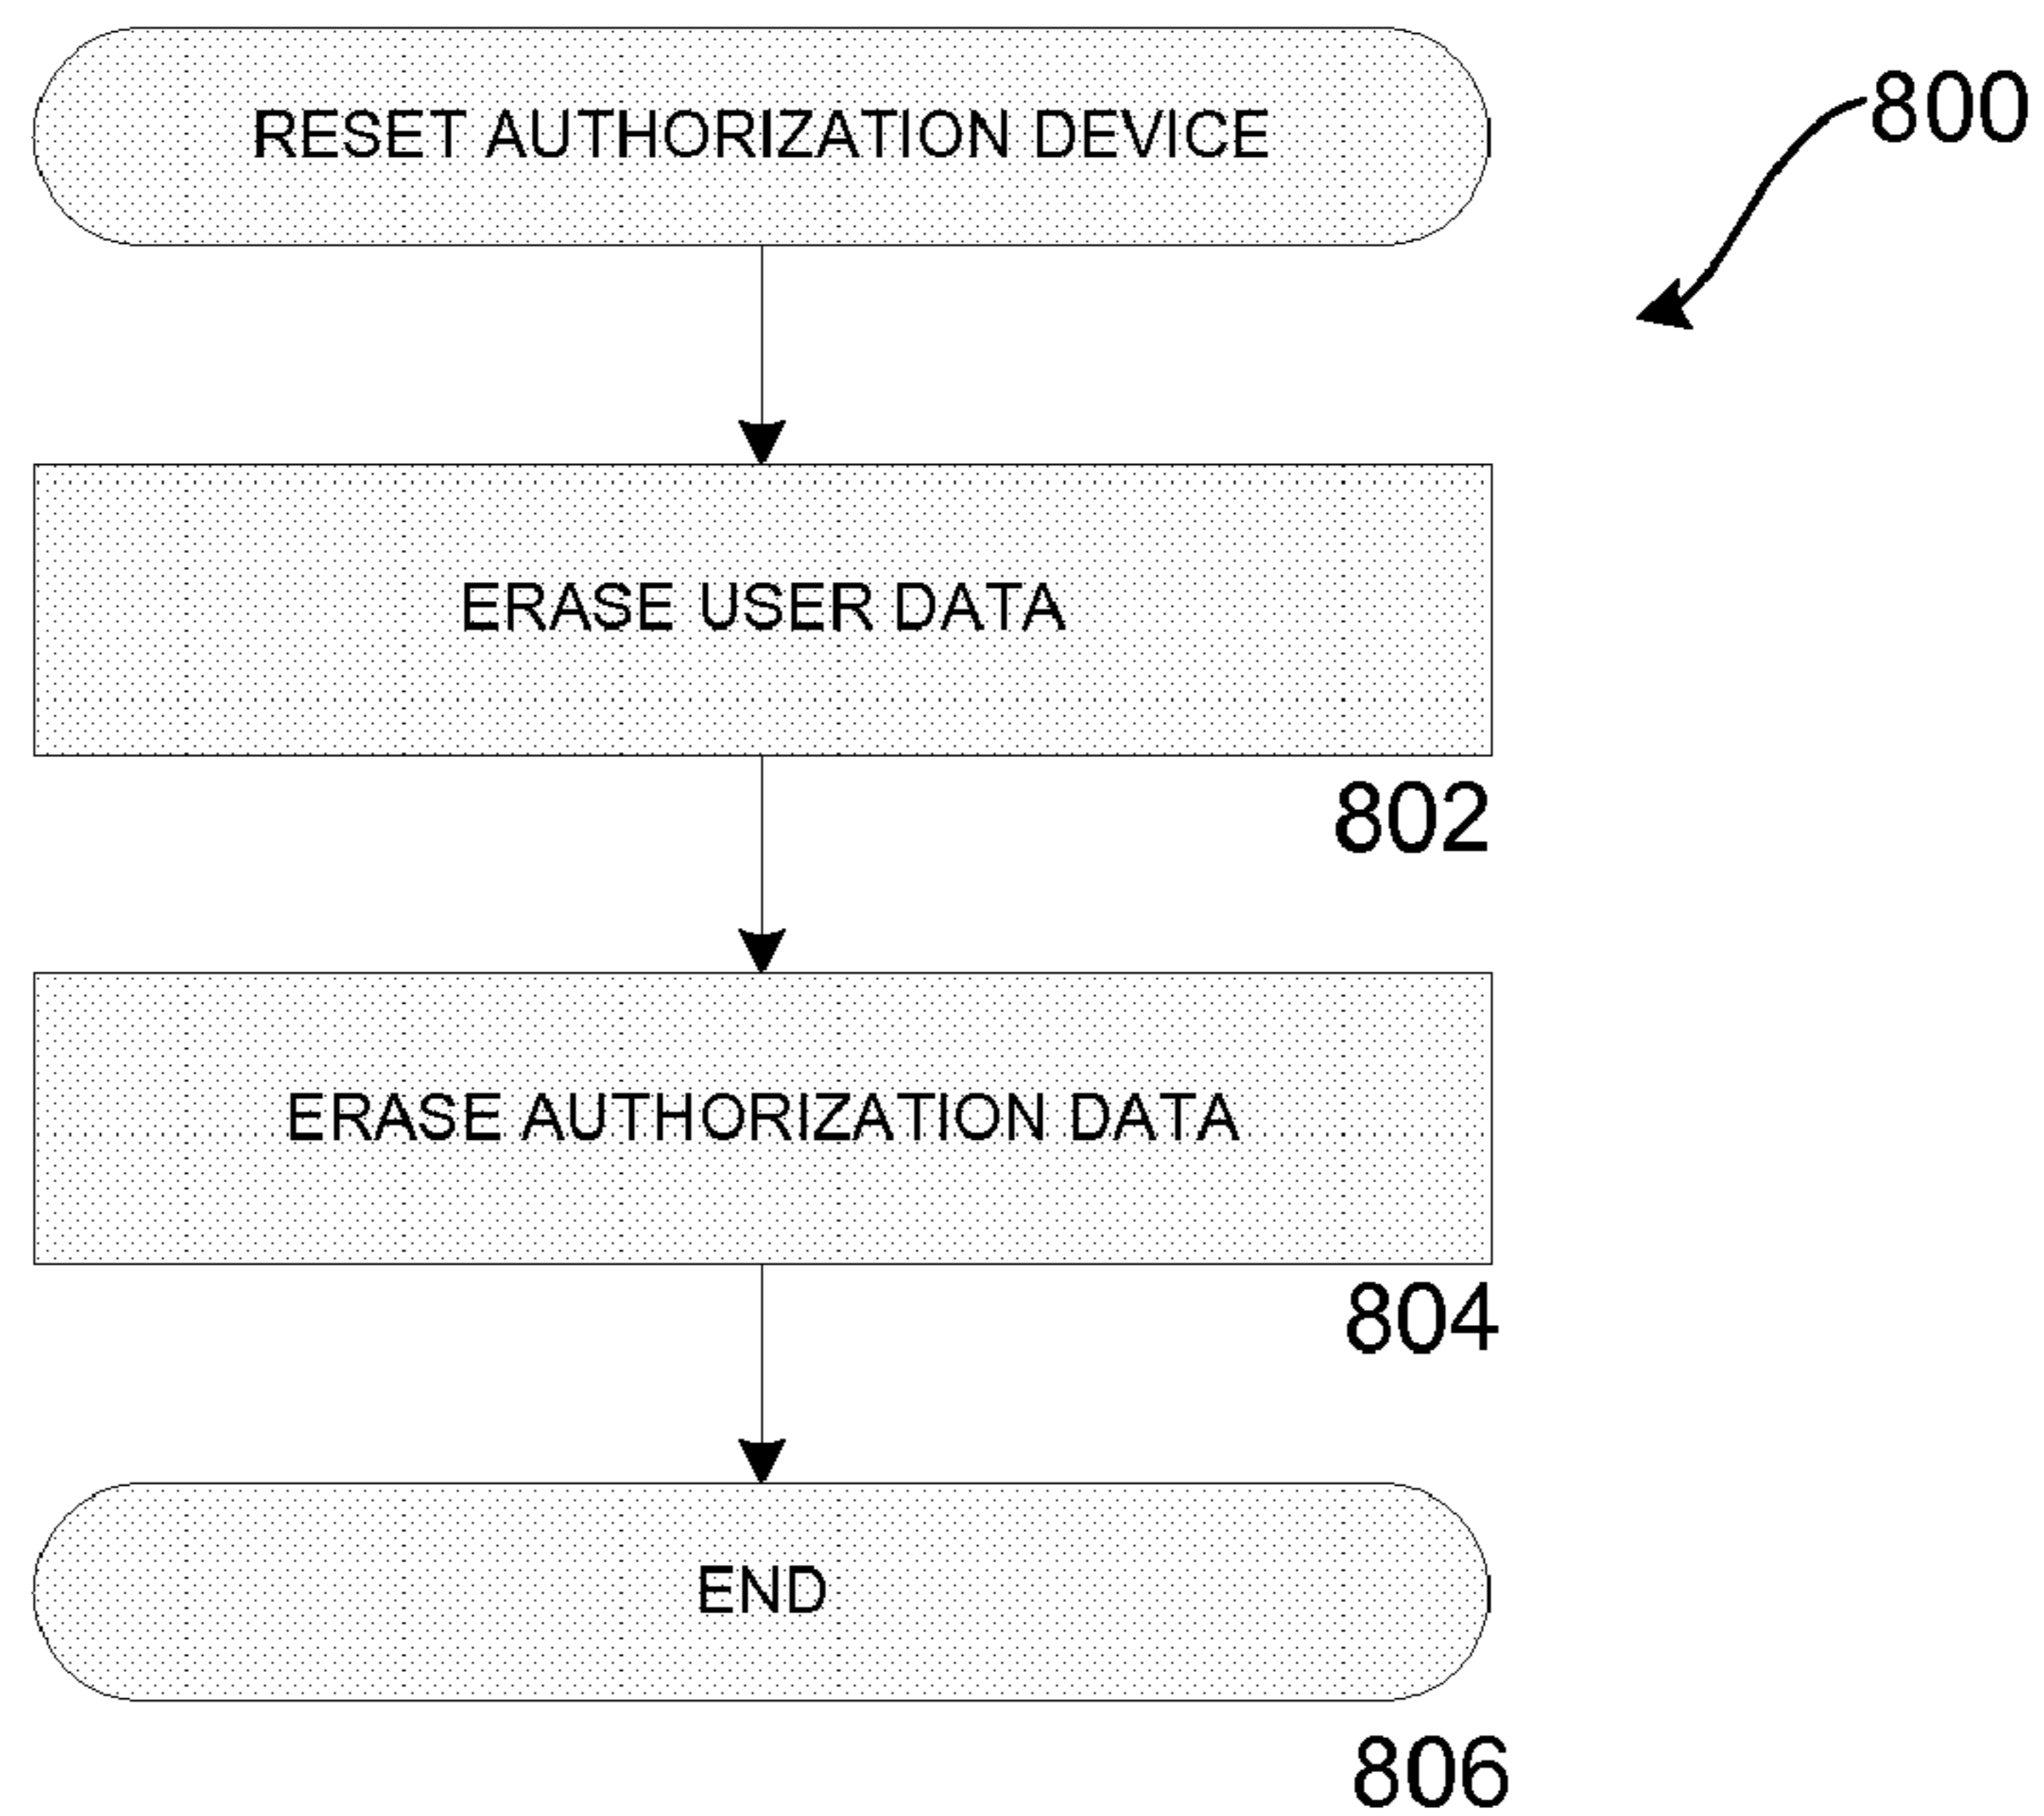 RESET AUTHORIZATION DEVICE
800
ERASE USER DATA
802
ERASE AUTHORIZATION DATA
804
END
806